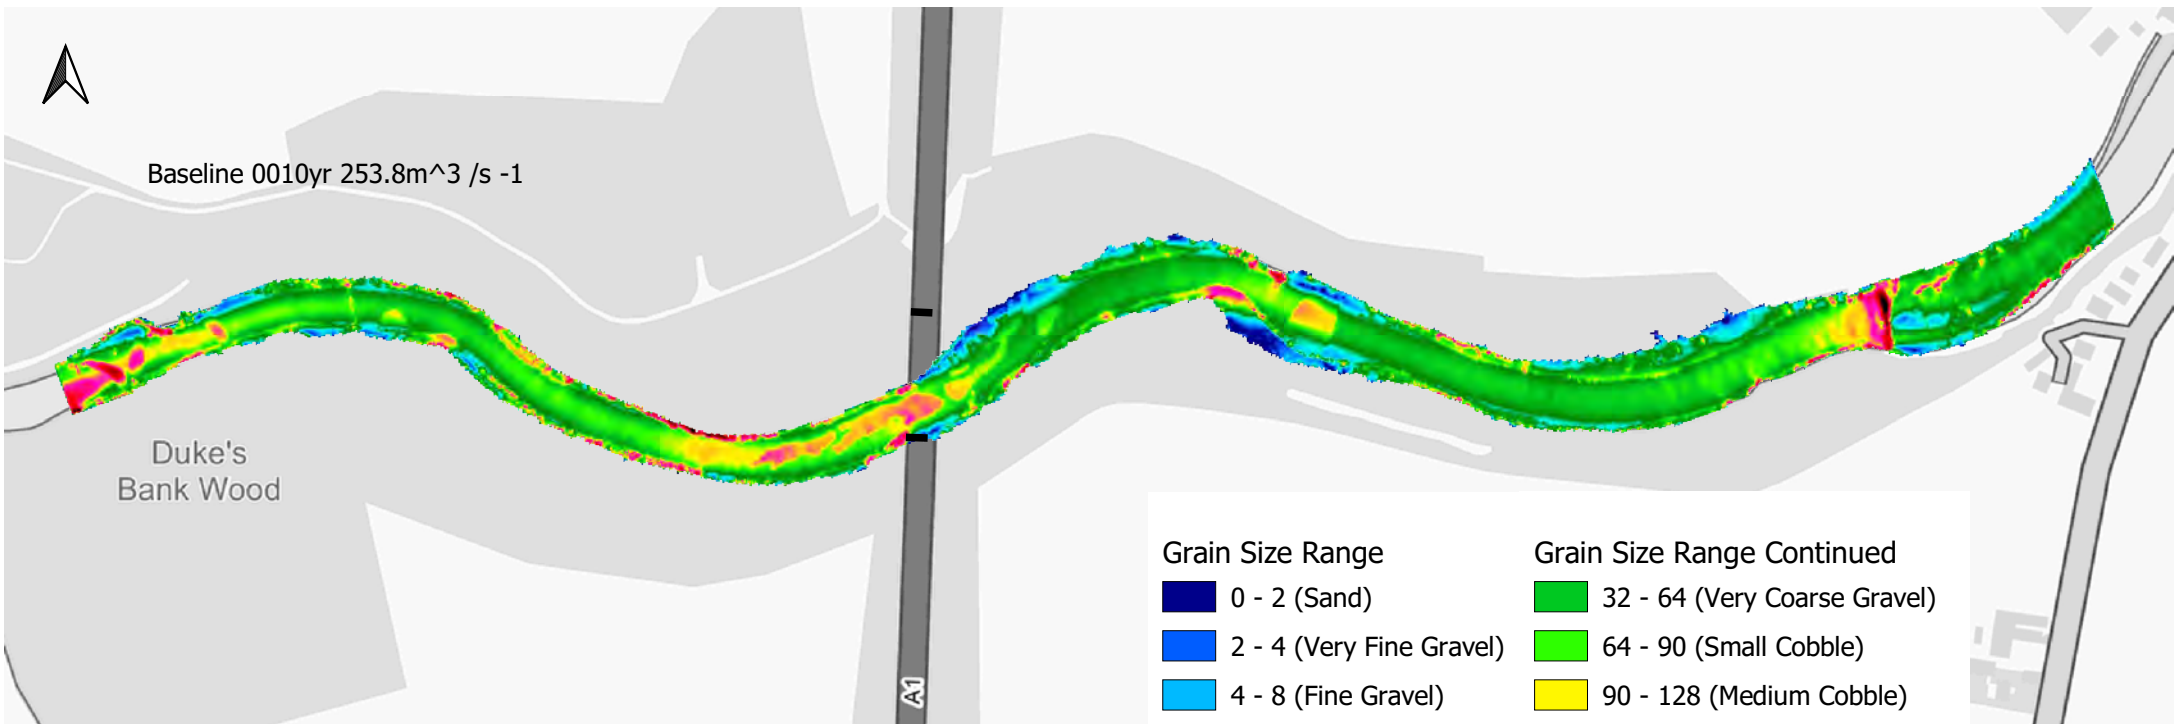 Baseline 0010yr 253.8m^3 /s -1
Duke's
Bank Wood
A1
Grain Size Range
0 - 2 (Sand)
2 - 4 (Very Fine Gravel)
4 - 8 (Fine Gravel)
Grain Size Range Continued
32 - 64 (Very Coarse Gravel)
64 - 90 (Small Cobble)
90 - 128 (Medium Cobble)